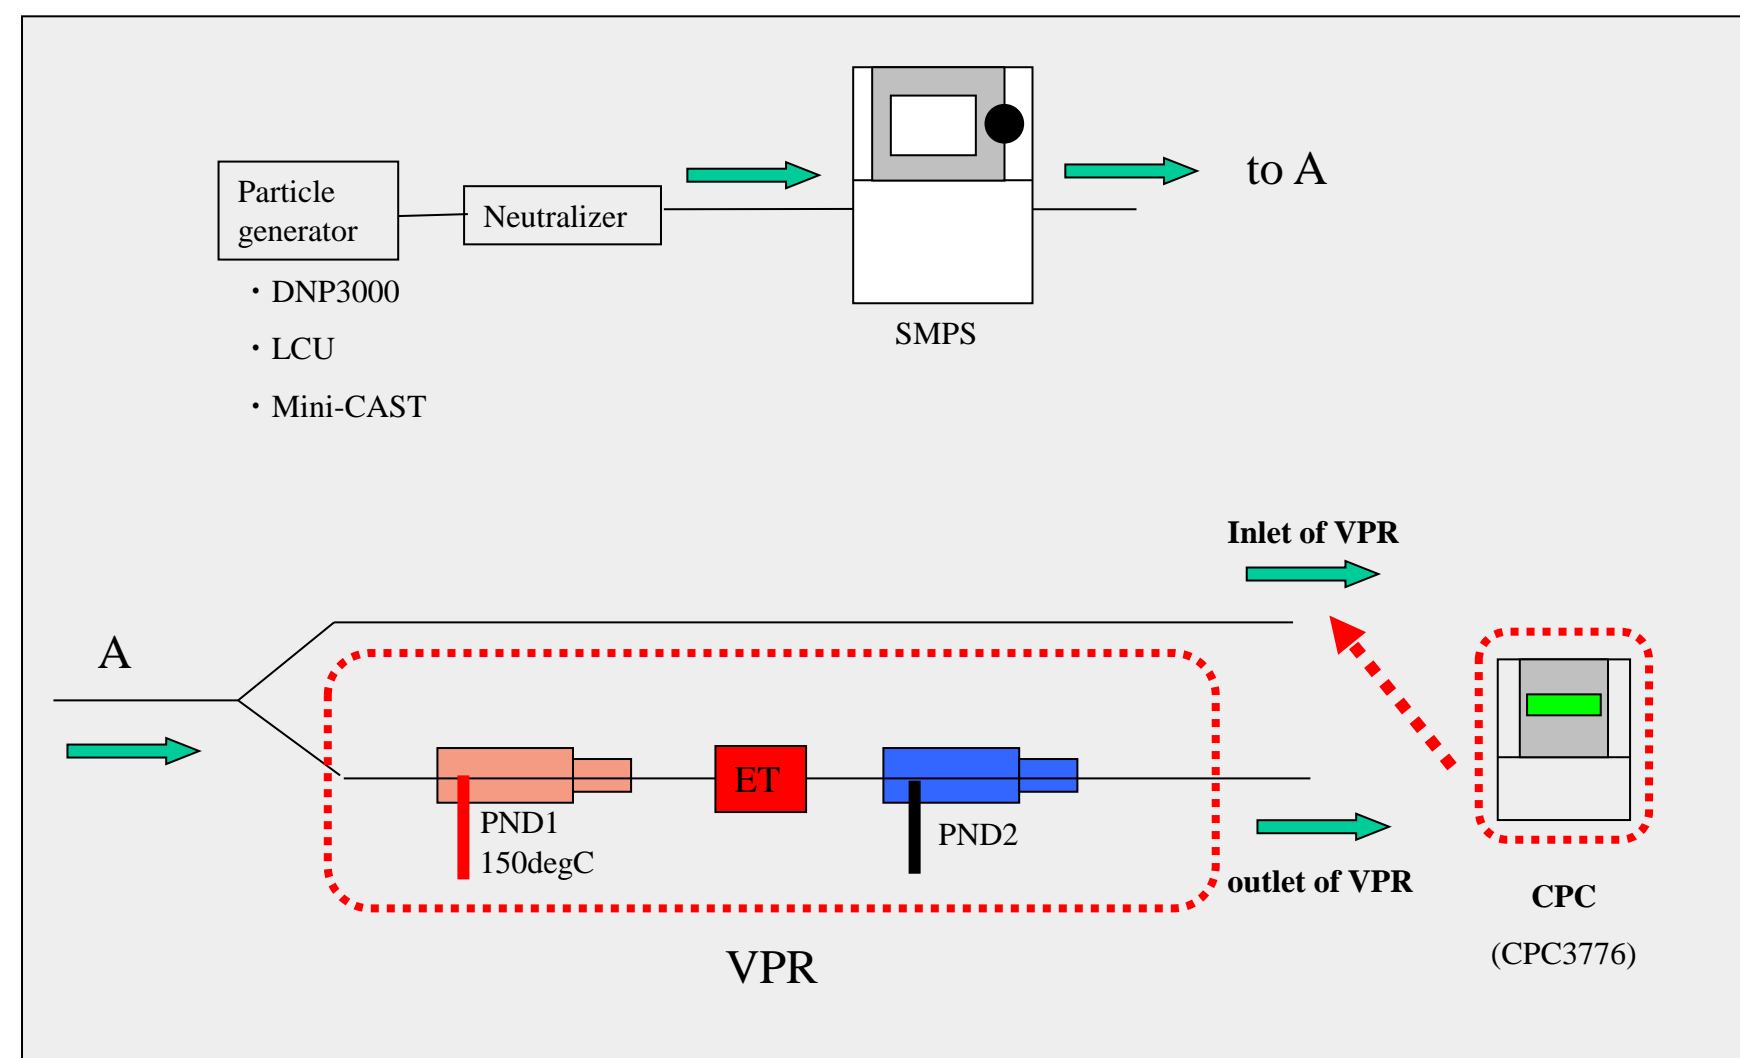 Particle
generator
Neutralizer
to A
・DNP3000
・LCU
・Mini-CAST
SMPS
Inlet of VPR
A
ET
PND1
150degC
PND2
outlet of VPR
CPC
(CPC3776)
VPR